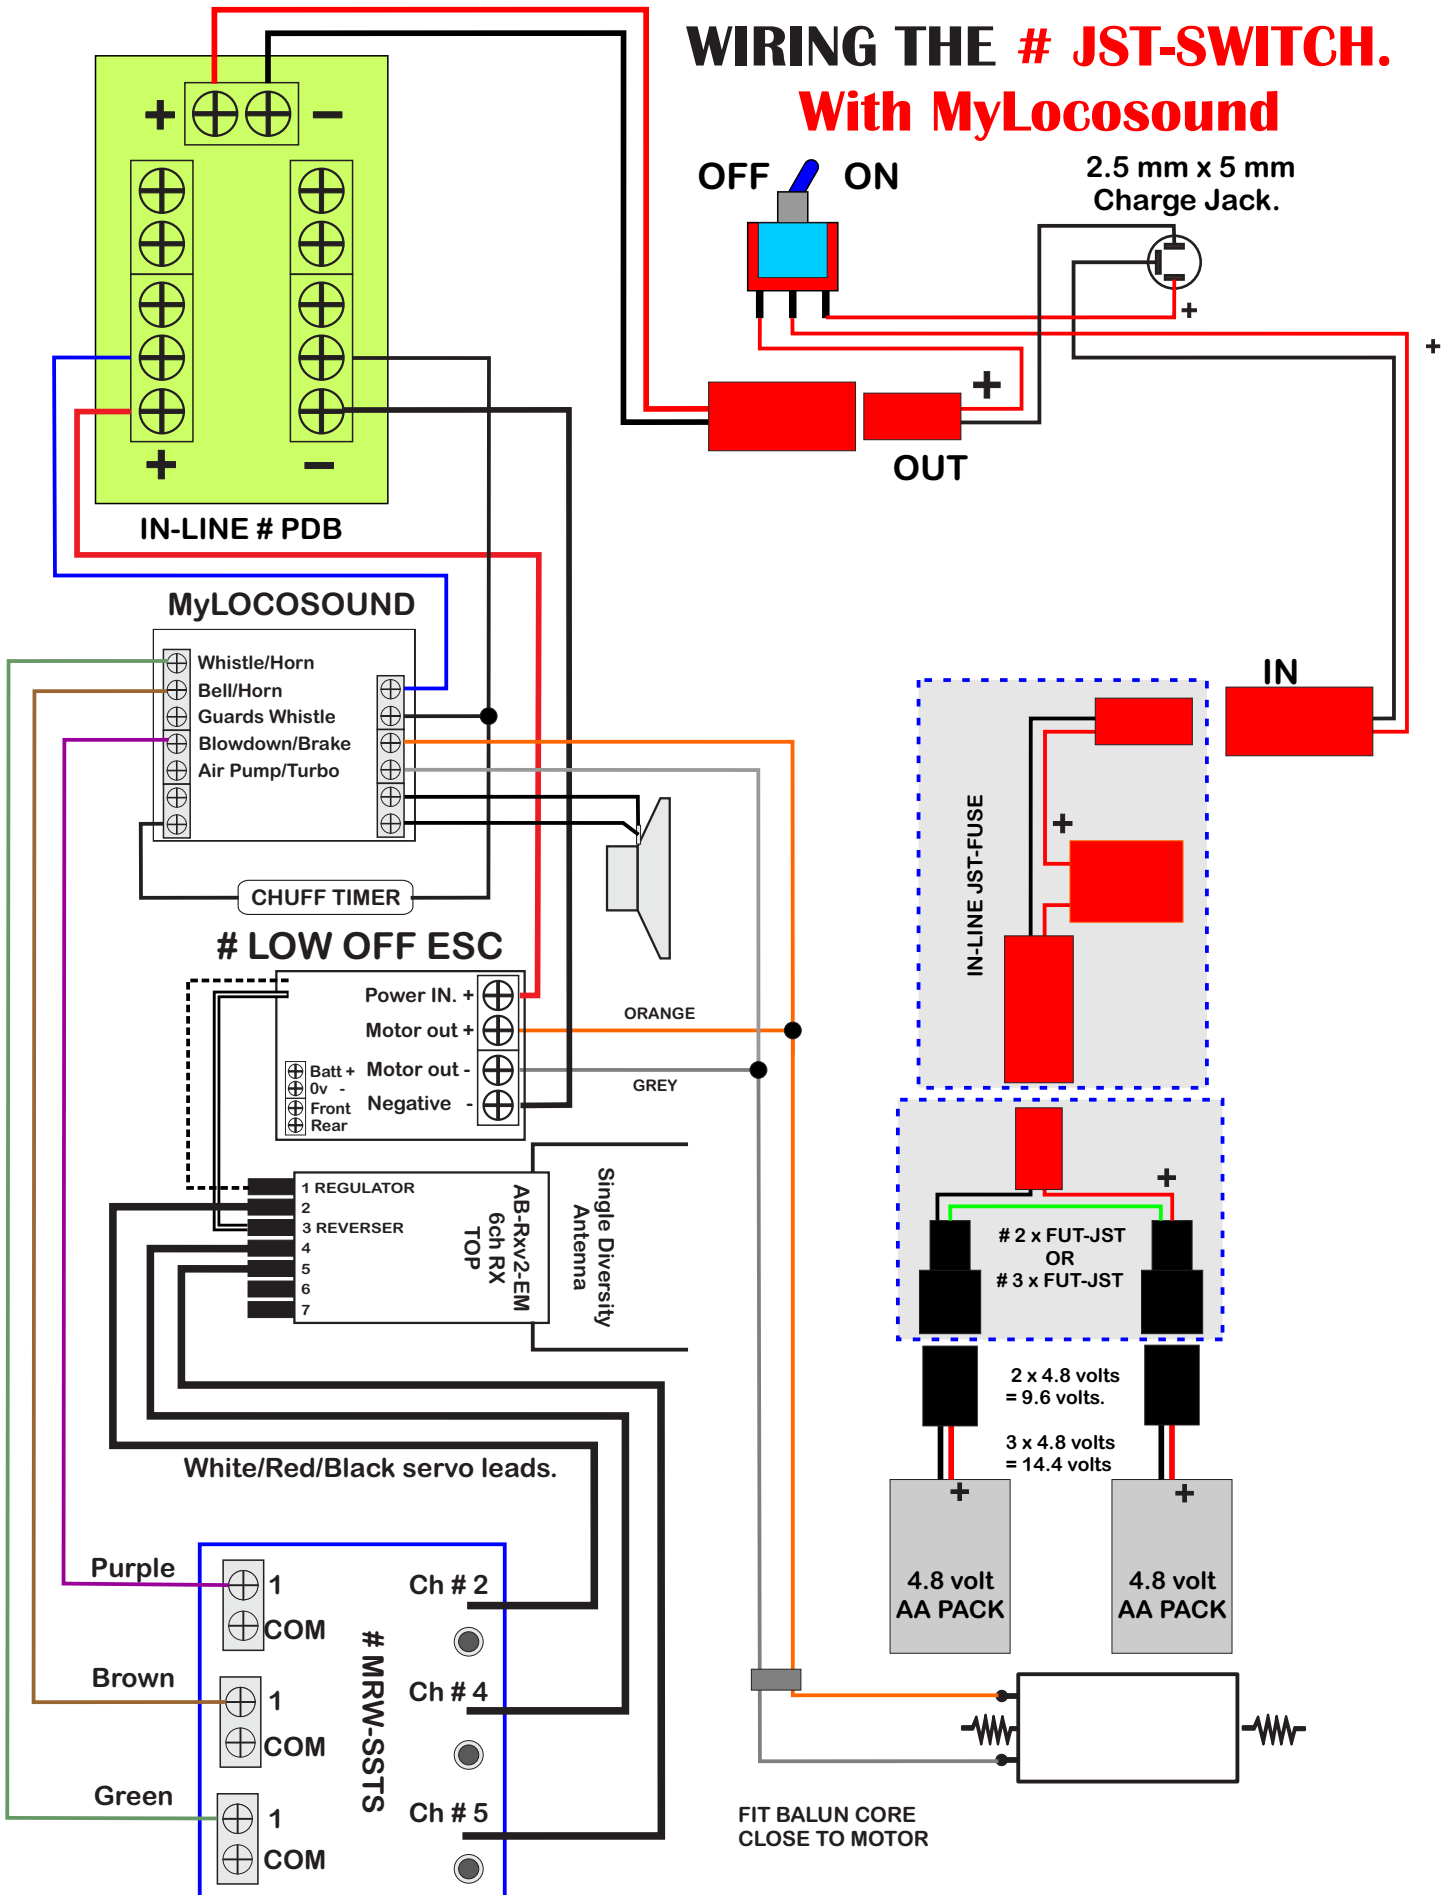 WIRING THE # JST-SWITCH.
With MyLocosound
OFF ON
2.5 mm x 5 mm
Charge Jack.
+ −
+
+
+
OUT
+ −
IN-LINE # PDB
MyLOCOSOUND
Whistle/Horn
Bell/Horn
Guards Whistle
Blowdown/Brake
Air Pump/Turbo
CHUFF TIMER
IN
+
IN-LINE JST-FUSE
# LOW OFF ESC
Power IN. +
Motor out +
Motor out -
Negative -
Batt +
0v -
Front
Rear
ORANGE
GREY
1 REGULATOR
2
3 REVERSER
4
5
6
7
AB-Rxv2-EM
6ch RX
TOP
Single Diversity
Antenna
+
# 2 x FUT-JST
OR
# 3 x FUT-JST
2 x 4.8 volts
= 9.6 volts.
3 x 4.8 volts
= 14.4 volts
+
+
4.8 volt
AA PACK
4.8 volt
AA PACK
White/Red/Black servo leads.
Purple
1
COM
Brown
1
COM
Green
1
COM
# MRW-SSTS
Ch # 2
Ch # 4
Ch # 5
FIT BALUN CORE
CLOSE TO MOTOR